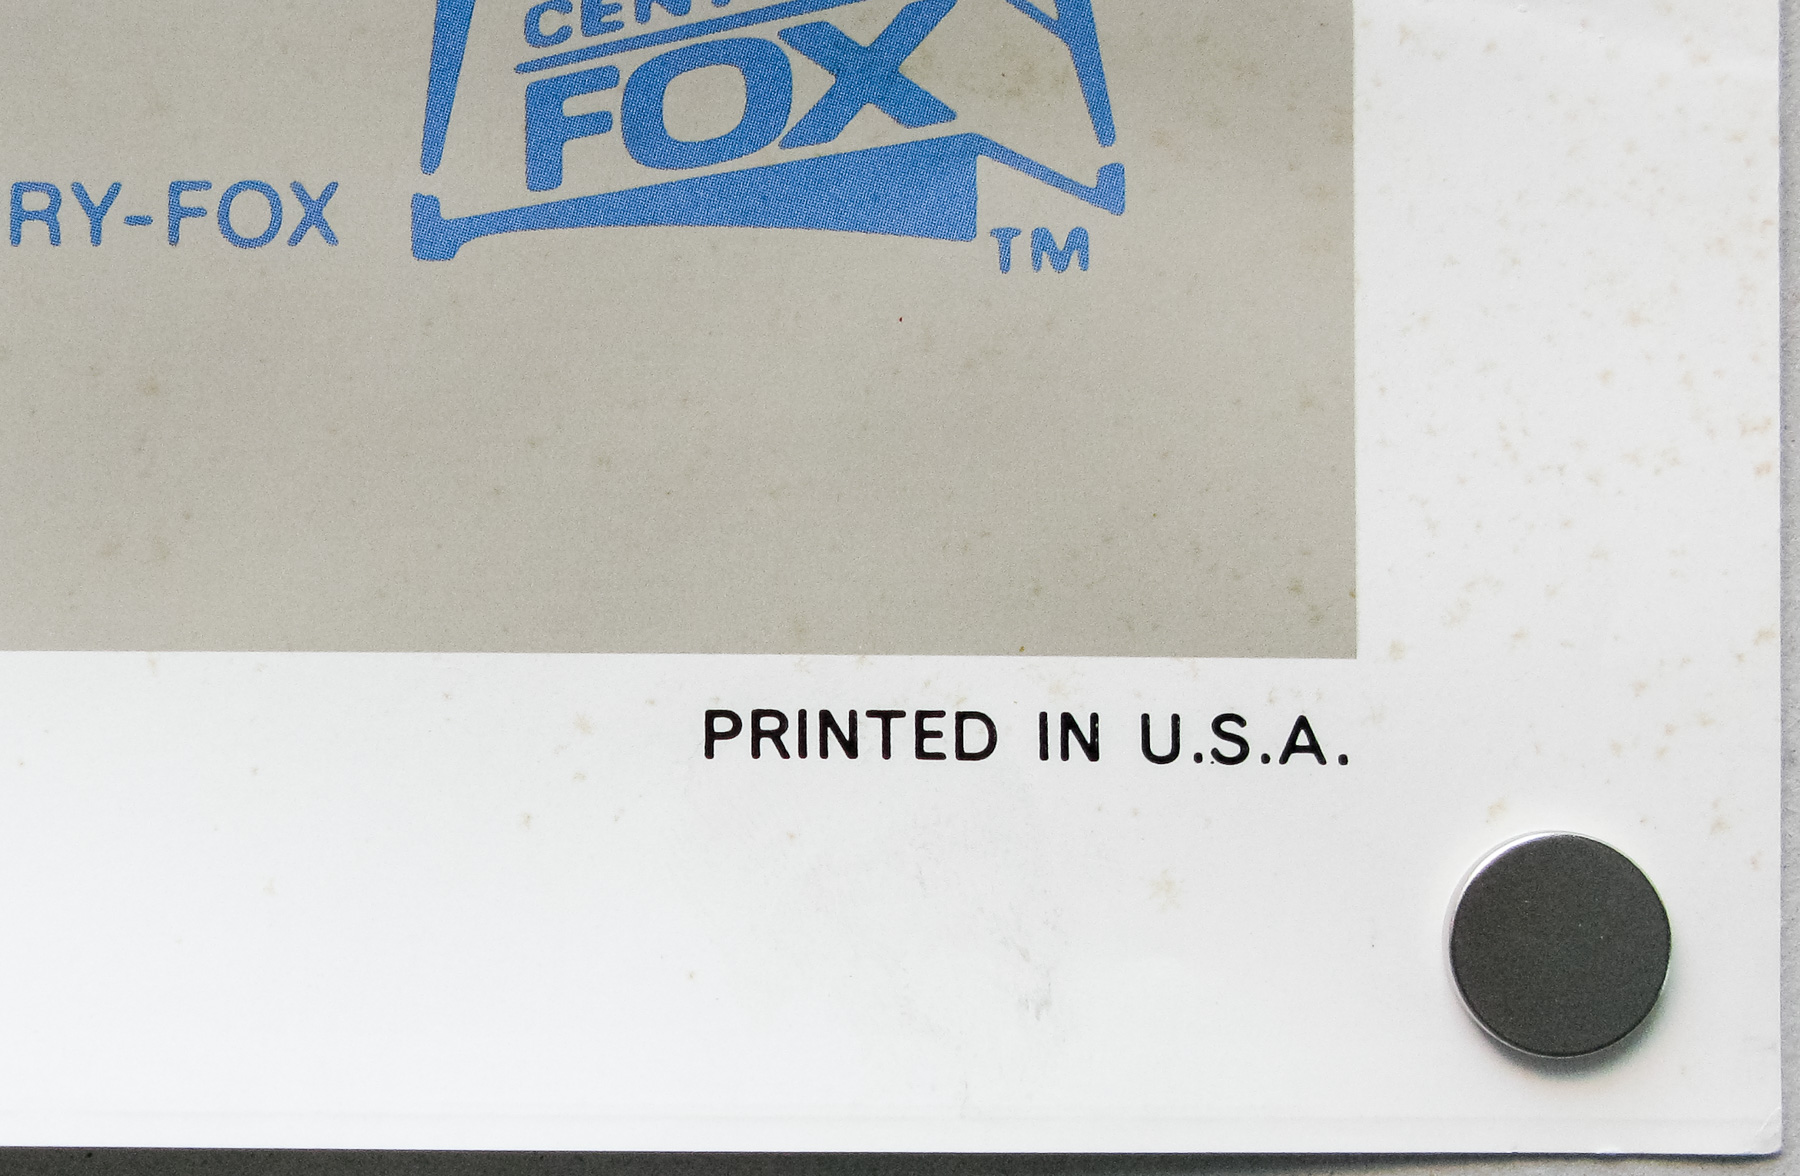 CENT
FOX
RY-FOX
TM
PRINTED IN U.S.A.